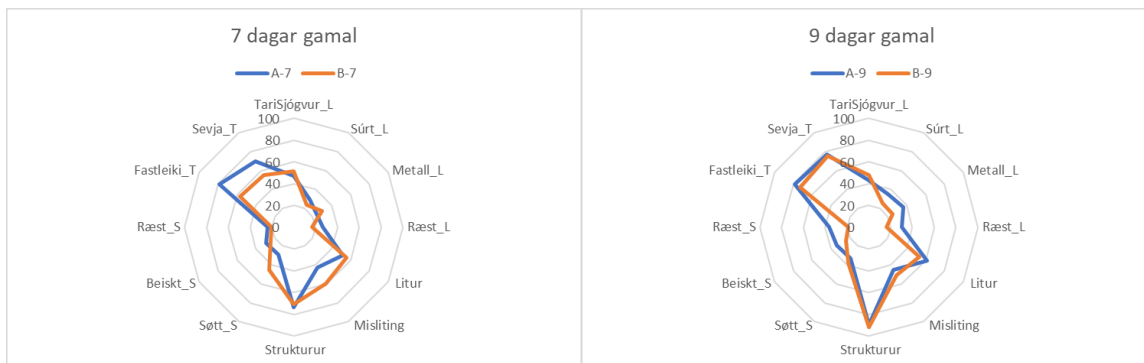 7 dagar gamal
A-7 B-7
TariSjógvur_L
Súrt_L
Metall_L
Ræst_L
Litur
Misliting
Strukturur
Søtt_S
Beiskt_S
Ræst_S
Fastleiki_T
Sevja_T
100
80
60
40
20
0
9 dagar gamal
A-9 B-9
TariSjógvur_L
Súrt_L
Metall_L
Ræst_L
Litur
Misliting
Strukturur
Søtt_S
Beiskt_S
Ræst_S
Fastleiki_T
Sevja_T
100
80
60
40
20
0